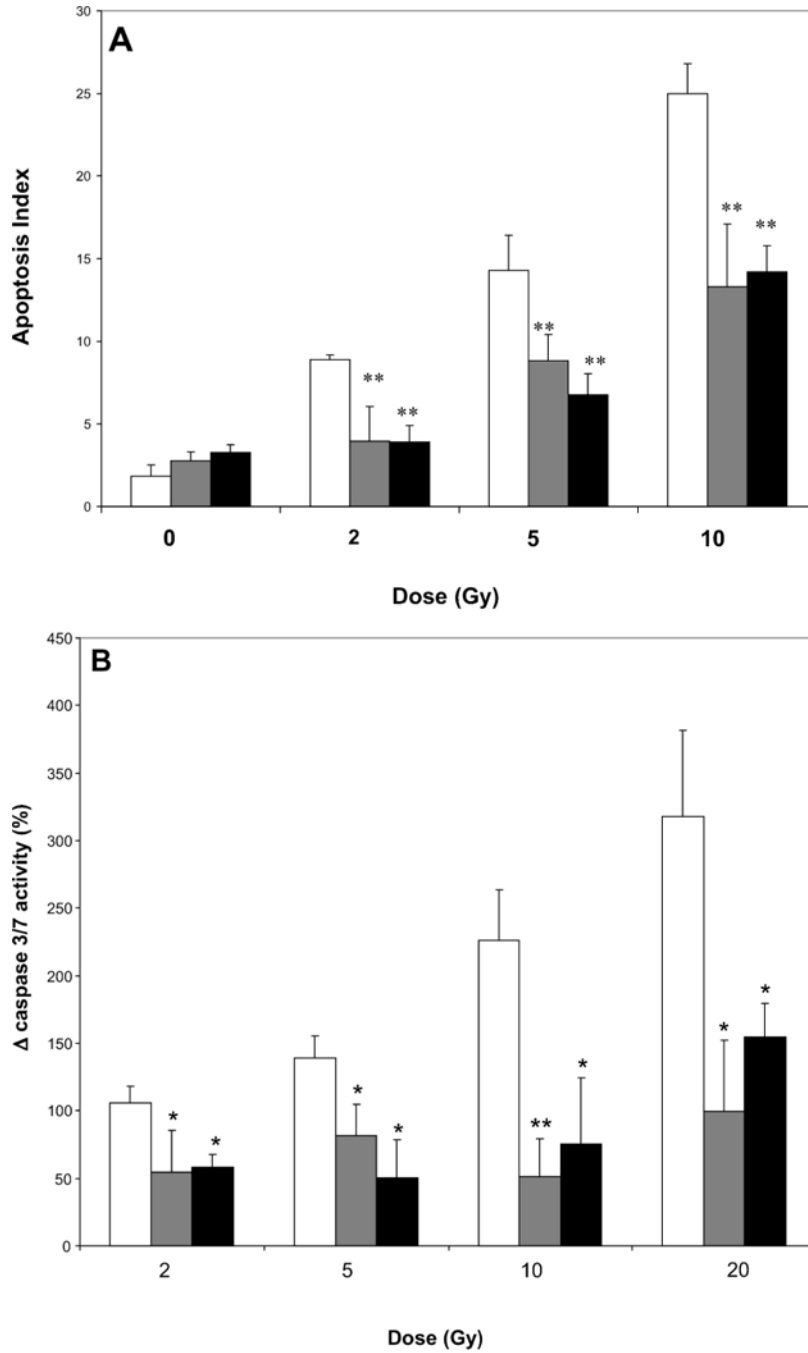 A
30
25
20
15
10
5
0
Apoptosis Index
** ** ** ** ** **
0 2 5 10
Dose (Gy)
B
450
400
350
300
250
200
150
100
50
0
Δ caspase 3/7 activity (%)
* * * * ** * * *
2 5 10 20
Dose (Gy)